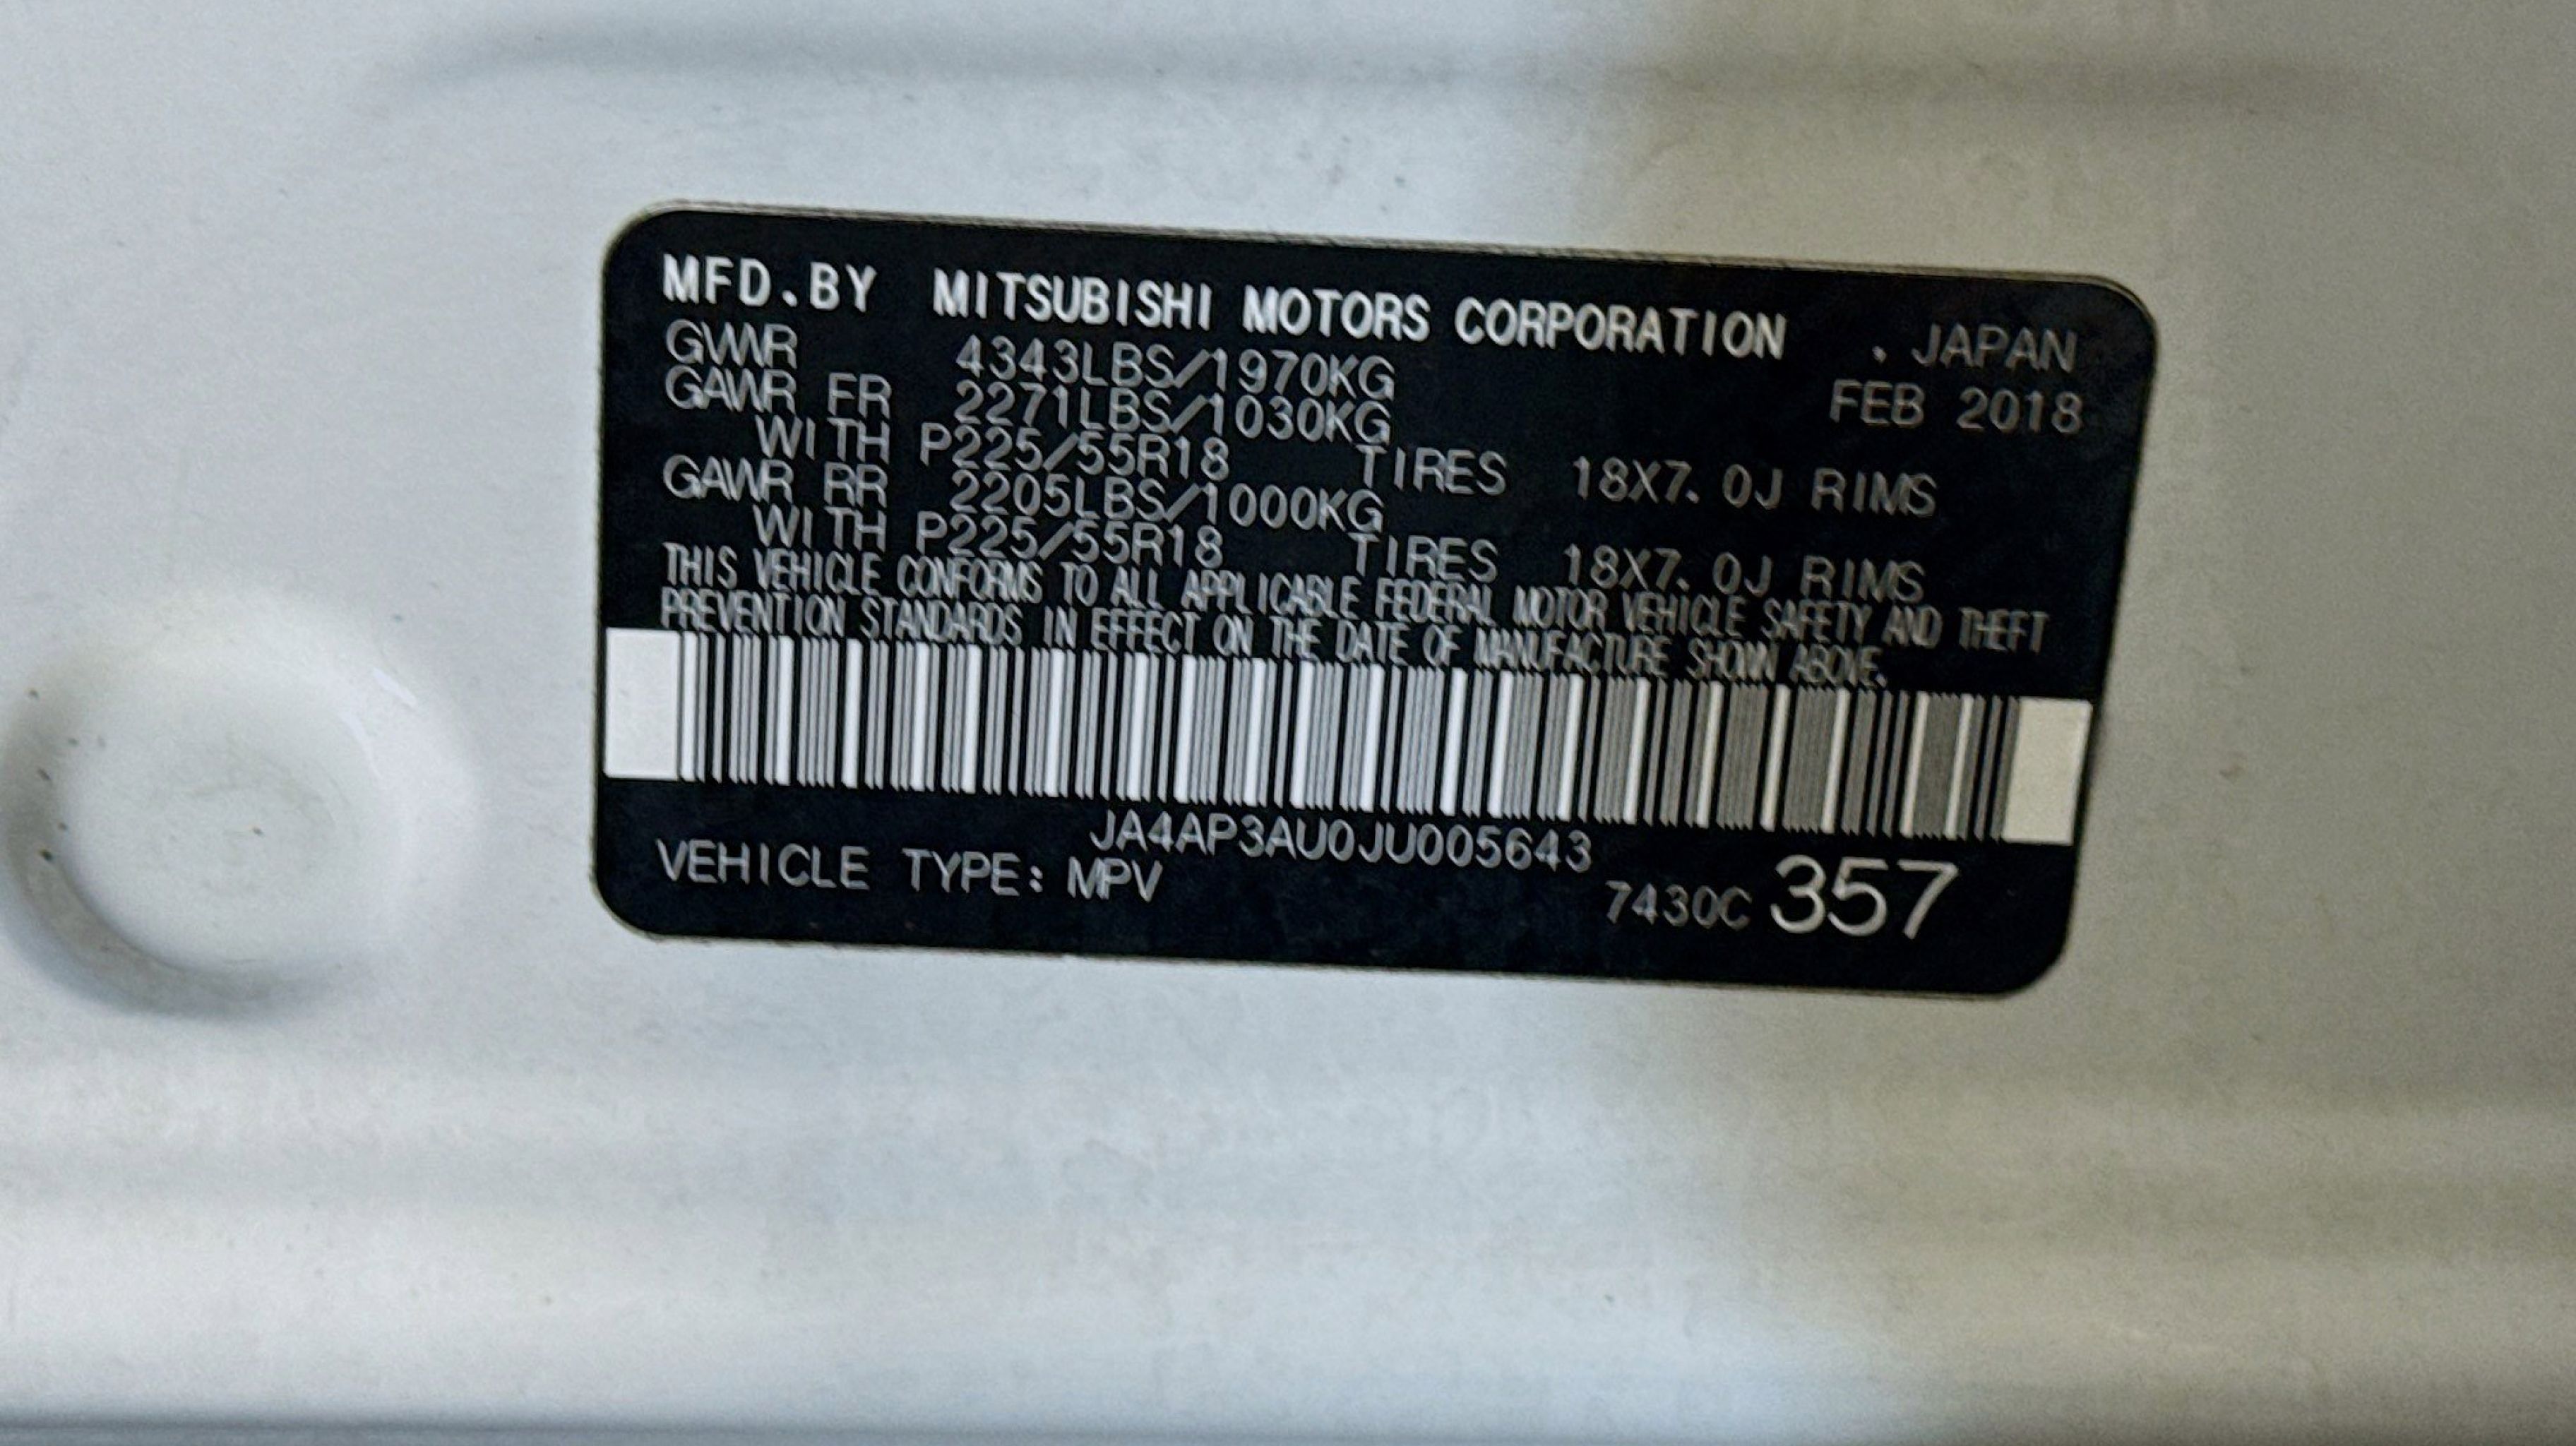 MFD.BY MITSUBISHI MOTORS CORPORATION . JAPAN
GVWR 4343LBS/1970KG FEB 2018
GAWR FR 2271LBS/1030KG
WITH P225/55R18 TIRES 18X7.0J RIMS
GAWR RR 2205LBS/1000KG
WITH P225/55R18 TIRES 18X7.0J RIMS
THIS VEHICLE CONFORMS TO ALL APPLICABLE FEDERAL MOTOR VEHICLE SAFETY AND THEFT
PREVENTION STANDARDS IN EFFECT ON THE DATE OF MANUFACTURE SHOWN ABOVE.
JA4AP3AU0JU005643
VEHICLE TYPE: MPV 7430C 357